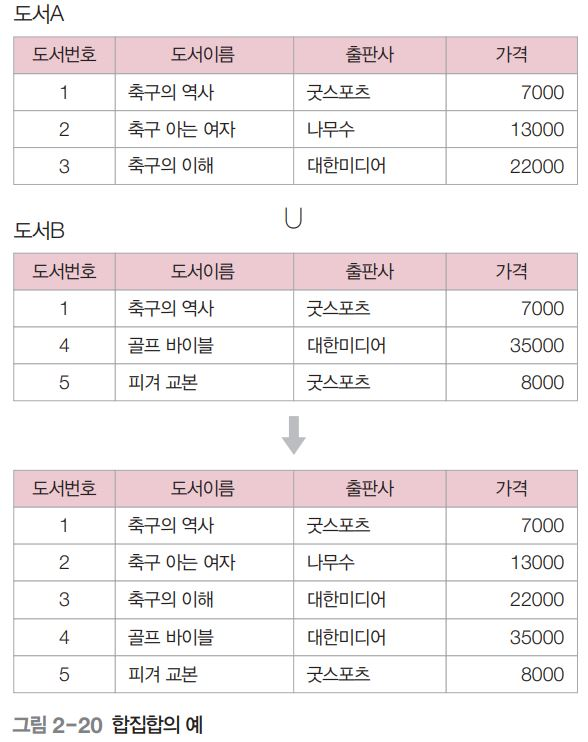 도서A
도서번호 도서이름 출판사 가격
1 축구의 역사 굿스포츠 7000
2 축구 아는 여자 나무수 13000
3 축구의 이해 대한미디어 22000
∪
도서B
도서번호 도서이름 출판사 가격
1 축구의 역사 굿스포츠 7000
4 골프 바이블 대한미디어 35000
5 피겨 교본 굿스포츠 8000
도서번호 도서이름 출판사 가격
1 축구의 역사 굿스포츠 7000
2 축구 아는 여자 나무수 13000
3 축구의 이해 대한미디어 22000
4 골프 바이블 대한미디어 35000
5 피겨 교본 굿스포츠 8000
그림 2-20 합집합의 예